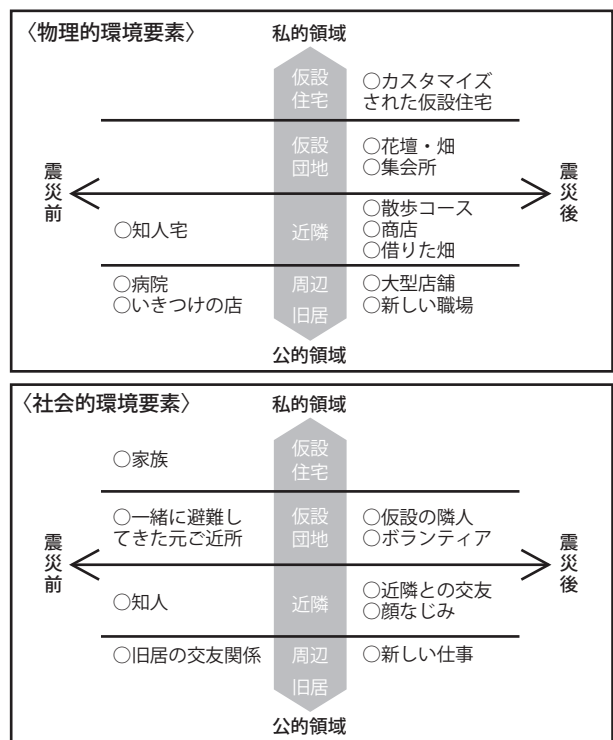 〈物理的環境要素〉
私的領域
仮設
住宅
○カスタマイズ
された仮設住宅
仮設
団地
○花壇・畑
○集会所
震災前
震災後
○知人宅
近隣
○散歩コース
○商店
○借りた畑
○病院
○いきつけの店
周辺
旧居
○大型店舗
○新しい職場
公的領域
〈社会的環境要素〉
私的領域
○家族
仮設
住宅
○一緒に避難し
てきた元ご近所
仮設
団地
○仮設の隣人
○ボランティア
震災前
震災後
○知人
近隣
○近隣との交友
○顔なじみ
○旧居の交友関係
周辺
旧居
○新しい仕事
公的領域